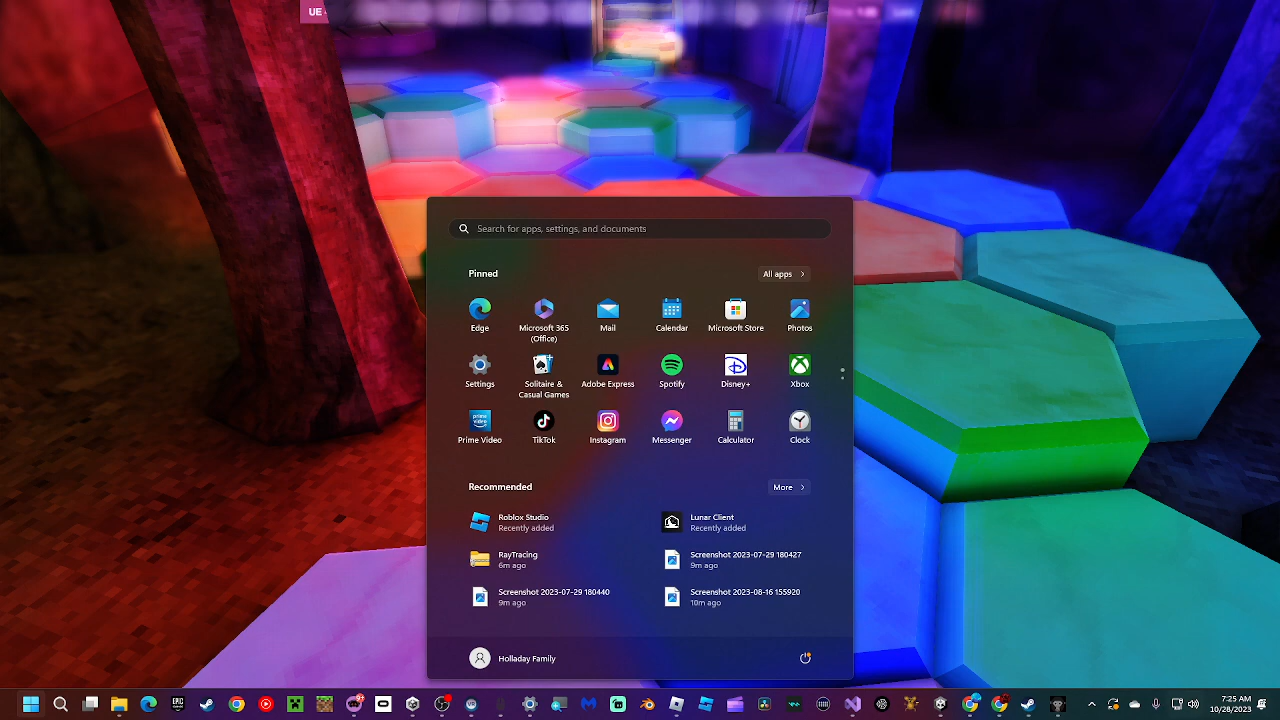 UE
Search for apps, settings, and documents
Pinned
All apps
Edge
Microsoft 365
(Office)
Mail
Calendar
Microsoft Store
Photos
Settings
Solitaire &
Casual Games
Adobe Express
Spotify
Disney+
Xbox
prime
video
Prime Video
TikTok
Instagram
Messenger
Calculator
Clock
Recommended
More
Roblox Studio
Recently added
Lunar Client
Recently added
RayTracing
6m ago
Screenshot 2023-07-29 180427
9m ago
Screenshot 2023-07-29 180440
9m ago
Screenshot 2023-08-16 155920
10m ago
Holladay Family
EPIC
7:25 AM
10/28/2023